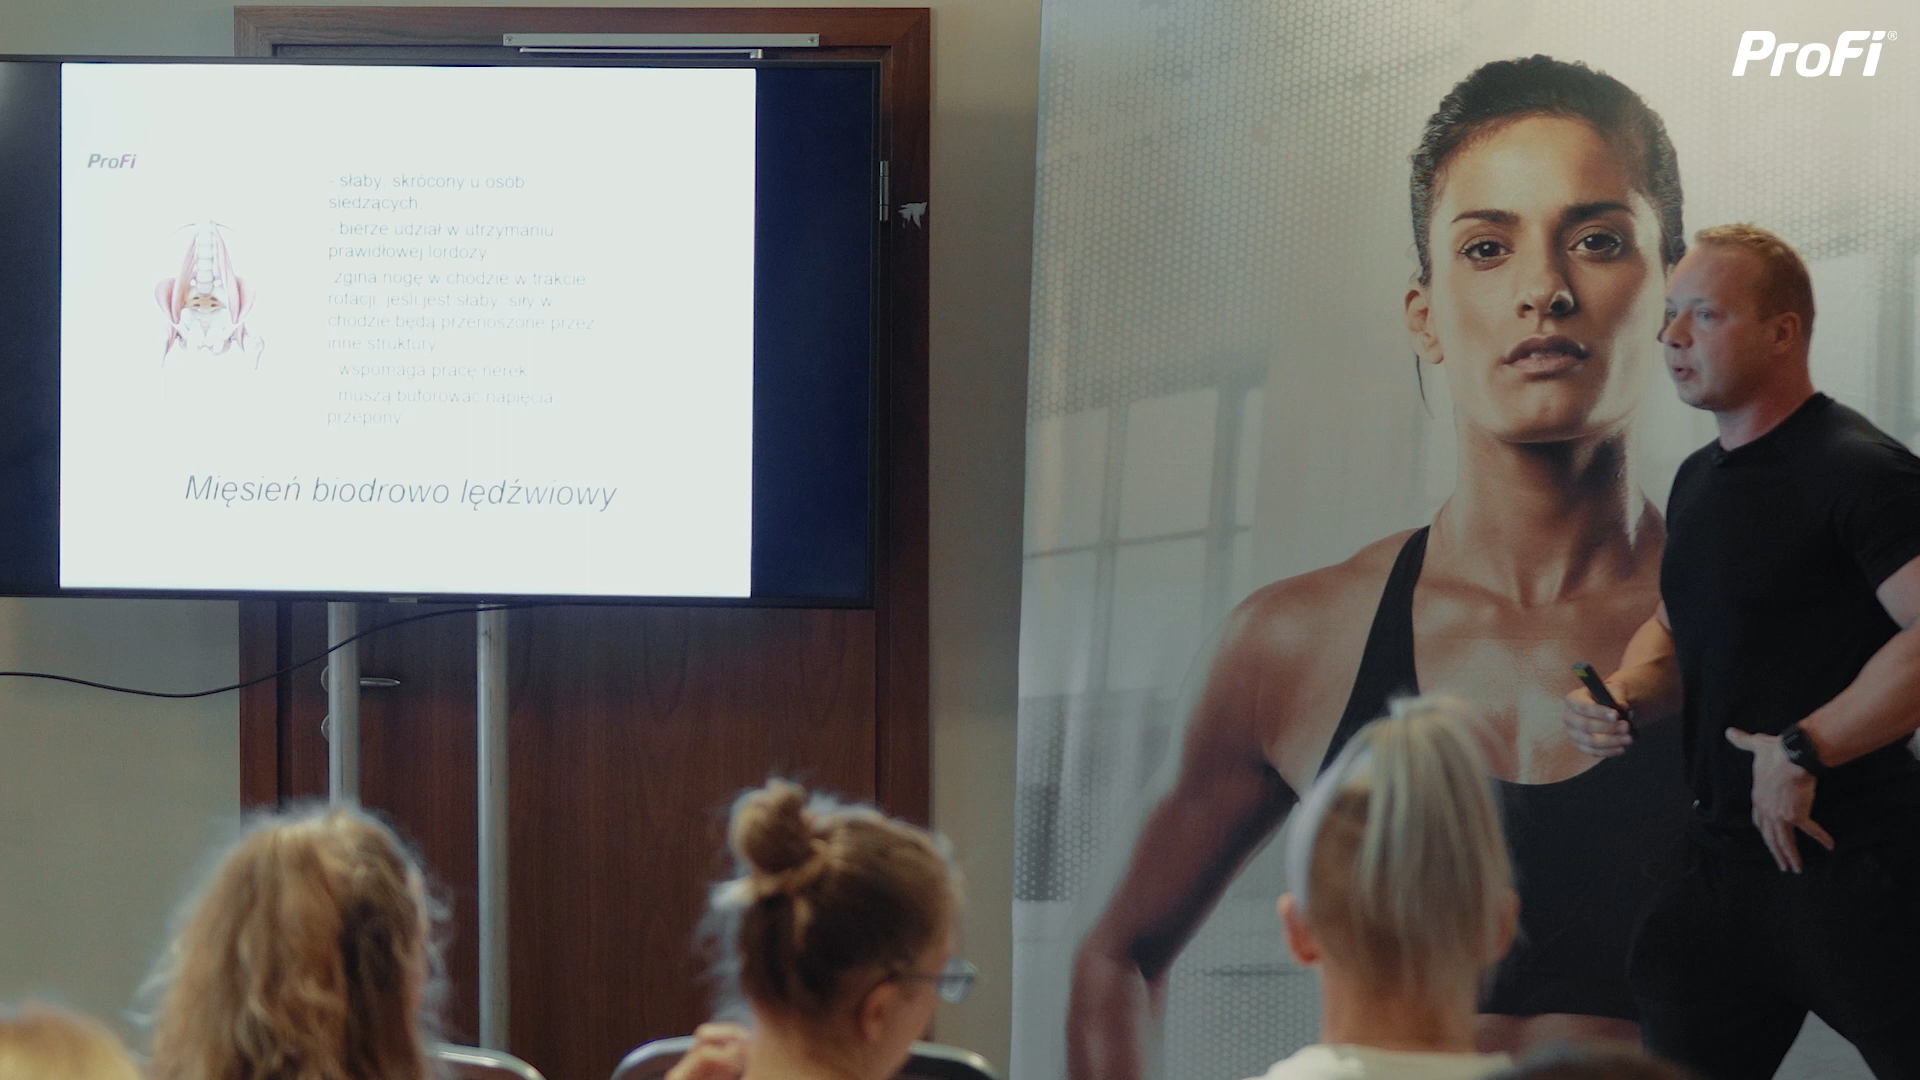 ProFi®
ProFi
- słaby, skrócony u osób
siedzących,
- bierze udział w utrzymaniu
prawidłowej lordozy
zgina nogę w chodzie w trakcie
rotacji, jeśli jest słaby, siły w
chodzie będą przenoszone przez
inne struktury
wspomaga pracę nerek
muszą buforować napięcia
przepony
Mięsień biodrowo lędźwiowy